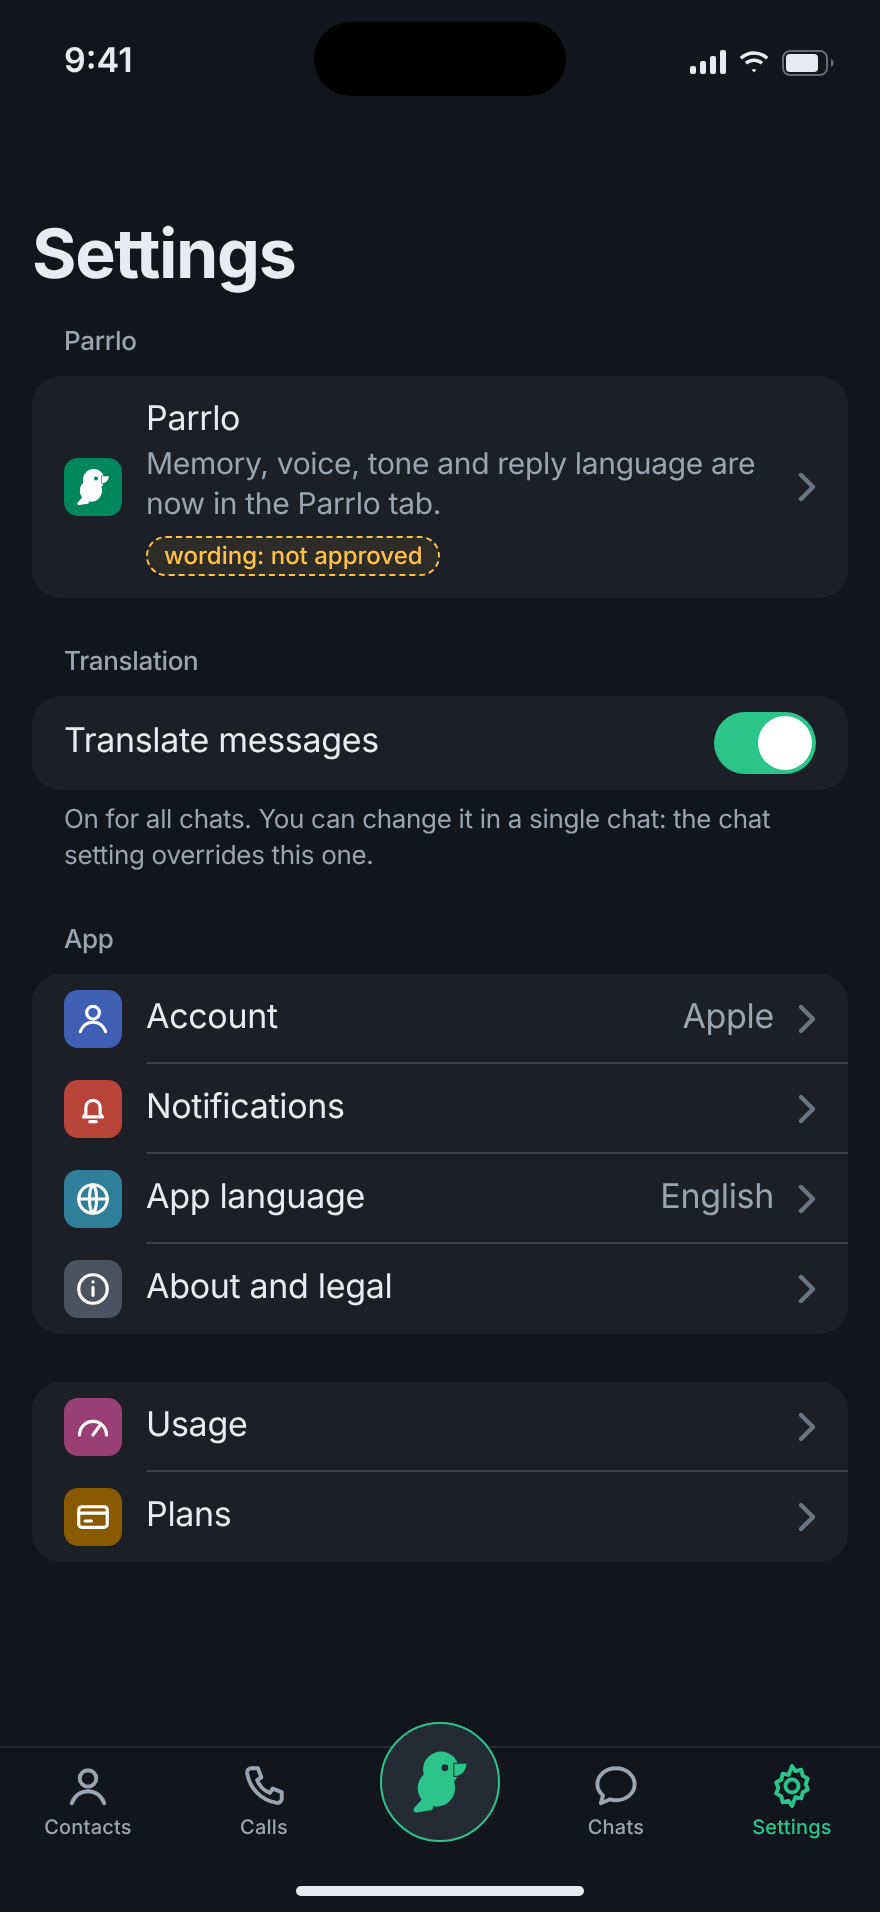 9:41
Settings
Parrlo
Parrlo
Memory, voice, tone and reply language are
now in the Parrlo tab.
wording: not approved
Translation
Translate messages
On for all chats. You can change it in a single chat: the chat
setting overrides this one.
App
Account Apple
Notifications
App language English
About and legal
Usage
Plans
Contacts Calls Chats Settings